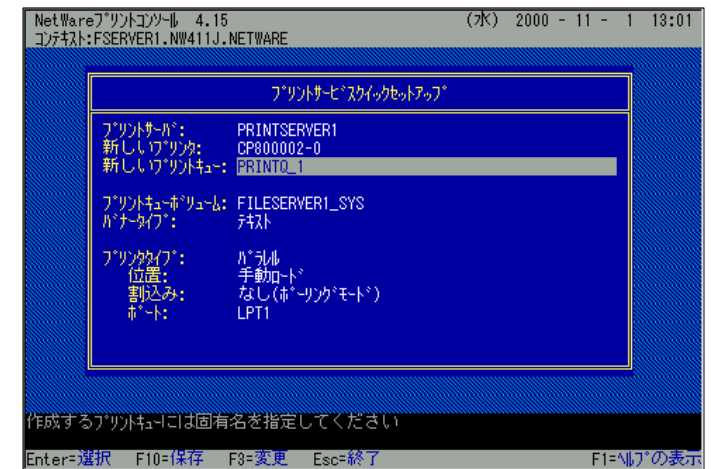 NetWareﾌﾟﾘﾝﾄｺﾝｿｰﾙ 4.15 (水) 2000 - 11 - 1 13:01
ｺﾝﾃｷｽﾄ:FSERVER1.NW411J.NETWARE
ﾌﾟﾘﾝﾄｻｰﾋﾞｽｸｲｯｸｾｯﾄｱｯﾌﾟ
ﾌﾟﾘﾝﾄｻｰﾊﾞ: PRINTSERVER1
新しいﾌﾟﾘﾝﾀ: CP800002-0
新しいﾌﾟﾘﾝﾄｷｭｰ: PRINTQ_1
ﾌﾟﾘﾝﾄｷｭｰﾎﾞﾘｭｰﾑ: FILESERVER1_SYS
ﾊﾞﾅｰﾀｲﾌﾟ: ﾃｷｽﾄ
ﾌﾟﾘﾝﾀﾀｲﾌﾟ: ﾊﾟﾗﾚﾙ
位置: 手動ﾛｰﾄﾞ
割込み: なし(ﾎﾟｰﾘﾝｸﾞﾓｰﾄﾞ)
ﾎﾟｰﾄ: LPT1
作成するﾌﾟﾘﾝﾄｷｭｰには固有名を指定してください
Enter=選択 F10=保存 F3=変更 Esc=終了 F1=ﾍﾙﾌﾟの表示